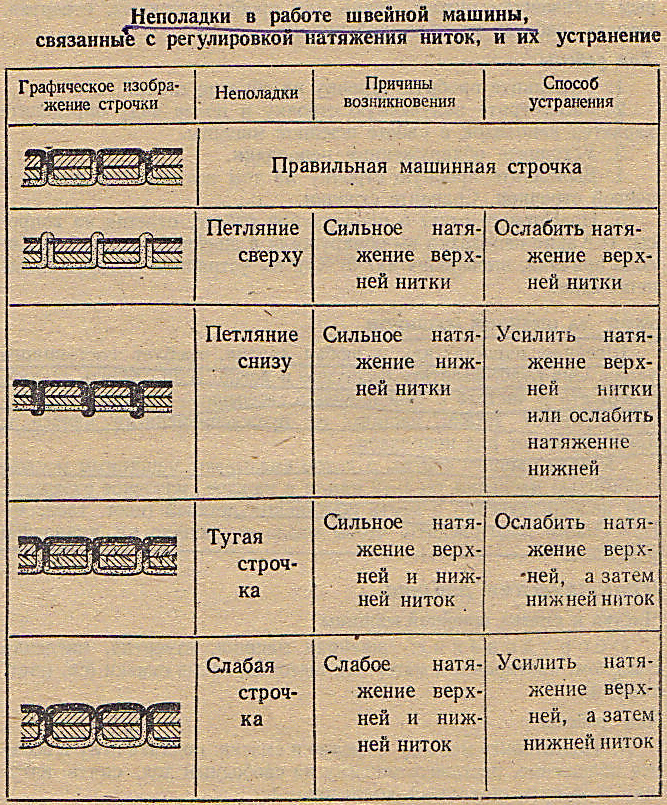 Неполадки в работе швейной машины,
связанные с регулировкой натяжения ниток, и их устранение
Графическое изобра-
жение строчки
Неполадки
Причины
возникновения
Способ
устранения
Правильная машинная строчка
Петляние
сверху
Сильное натя-
жение верх-
ней нитки
Ослабить натя-
жение верх-
ней нитки
Петляние
снизу
Сильное натя-
жение ниж-
ней нитки
Усилить натя-
жение верх-
ней нитки
или ослабить
натяжение
нижней
Тугая
строч-
ка
Сильное натя-
жение верх-
ней и ниж-
ней ниток
Ослабить натя-
жение верх-
ней, а затем
нижней ниток
Слабая
строч-
ка
Слабое натя-
жение верх-
ней и ниж-
ней ниток
Усилить натя-
жение верх-
ней, а затем
нижней ниток